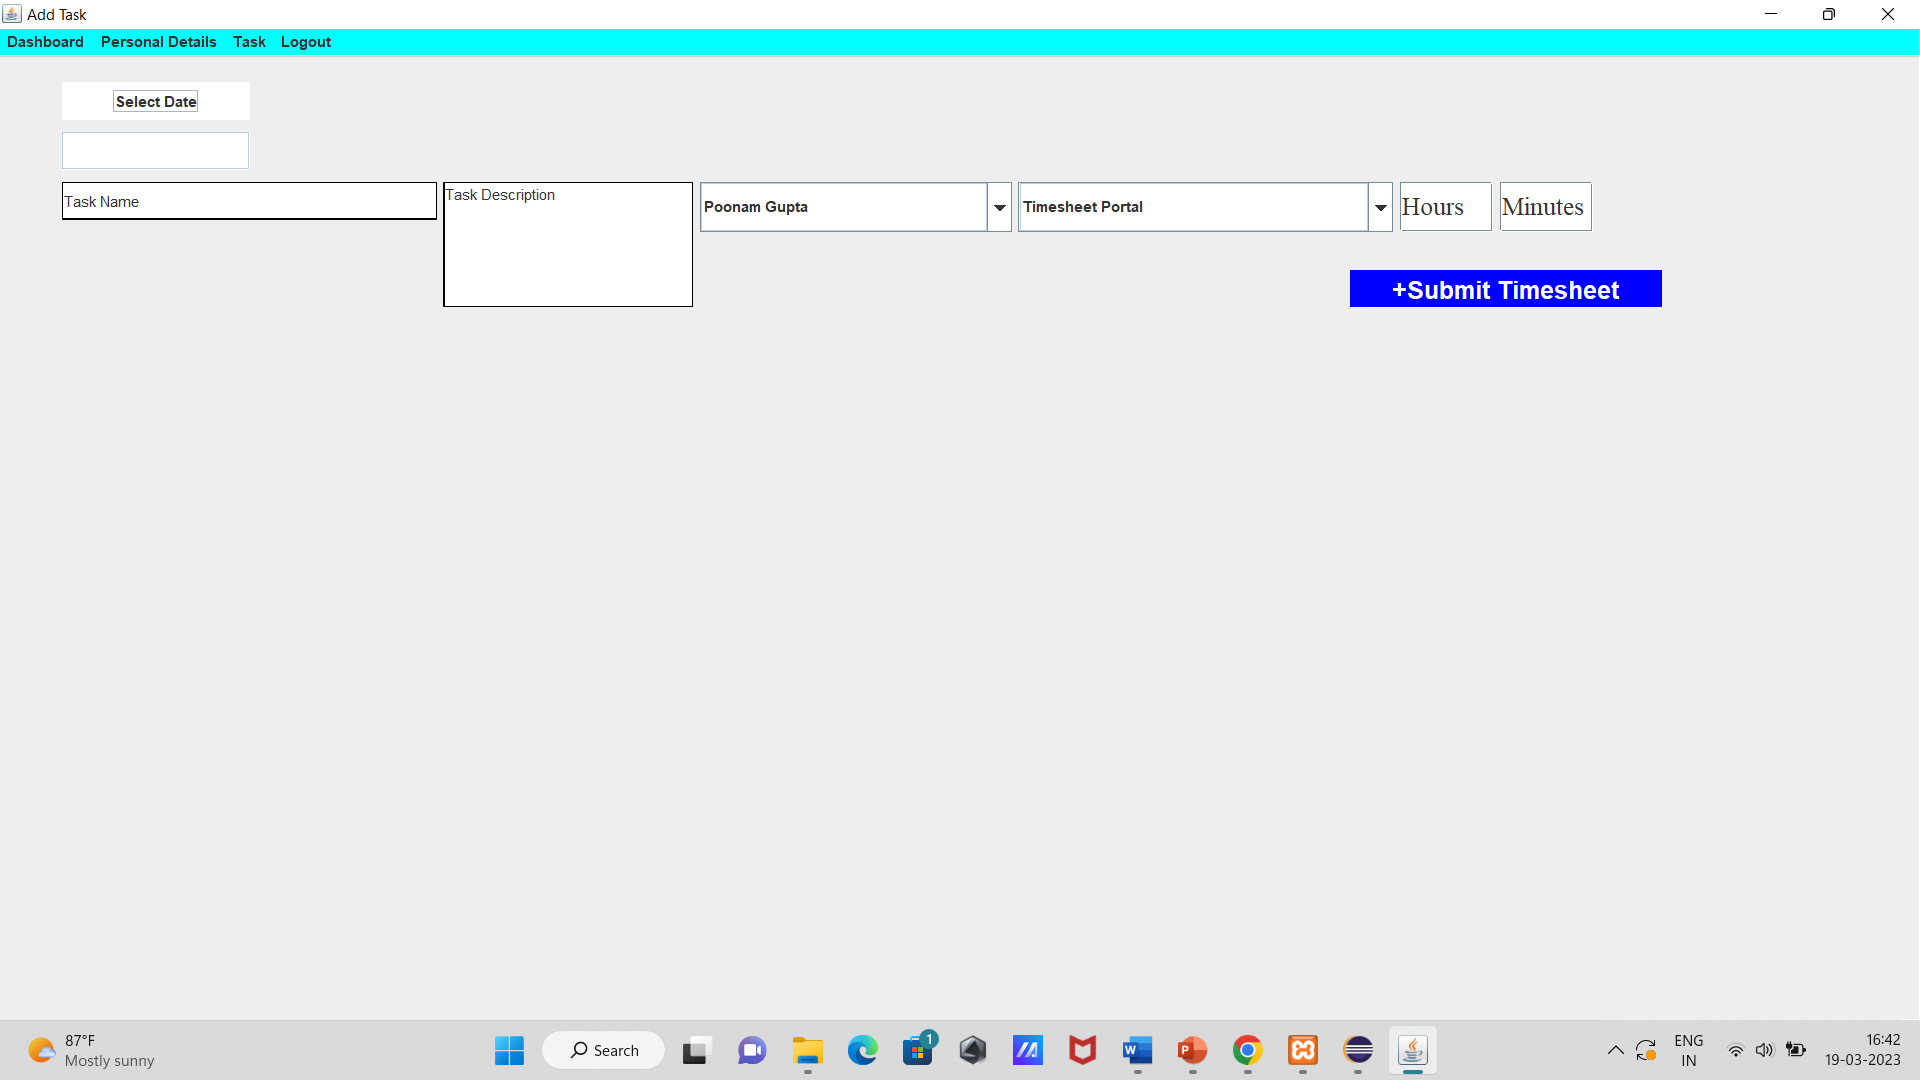 Add Task
Dashboard Personal Details Task Logout
Select Date
Task Name
Task Description
Poonam Gupta
Timesheet Portal
Hours
Minutes
+Submit Timesheet
87°F
Mostly sunny
Search
1
W
P
ENG
IN
16:42
19-03-2023